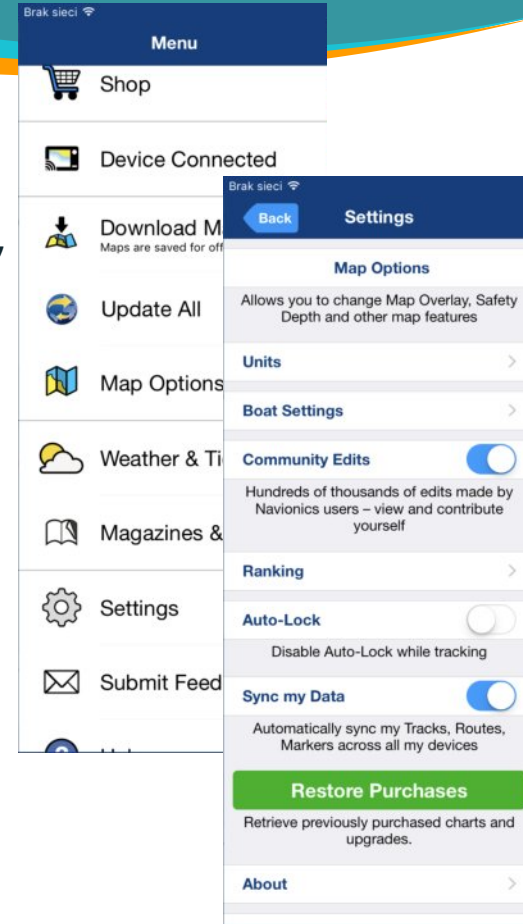 Brak sieci
Menu
Shop
Device Connected
Download M
Maps are saved for off
Update All
Map Options
Weather & Ti
Magazines &
Settings
Submit Feed
Brak sieci
Back
Settings
Map Options
Allows you to change Map Overlay, Safety
Depth and other map features
Units
Boat Settings
Community Edits
Hundreds of thousands of edits made by
Navionics users – view and contribute
yourself
Ranking
Auto-Lock
Disable Auto-Lock while tracking
Sync my Data
Automatically sync my Tracks, Routes,
Markers across all my devices
Restore Purchases
Retrieve previously purchased charts and
upgrades.
About